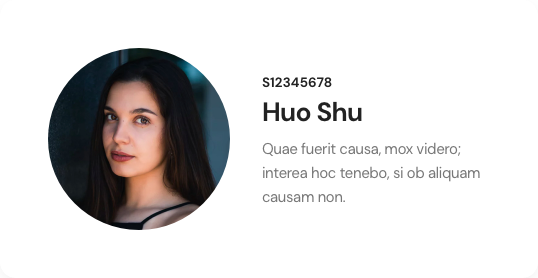 S12345678
Huo Shu
Quae fuerit causa, mox videro;
interea hoc tenebo, si ob aliquam
causam non.